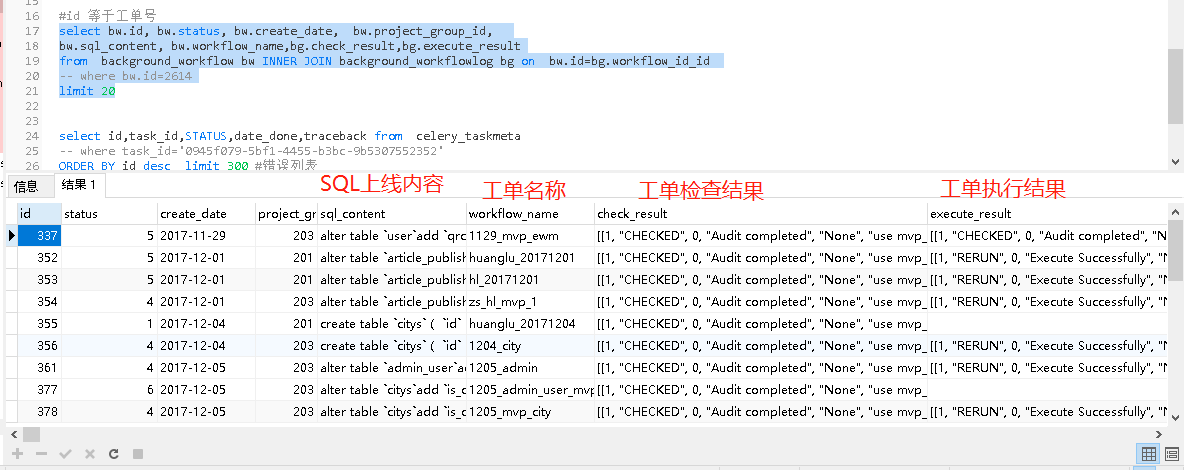 16 #id 等于工单号
17 select bw.id, bw.status, bw.create_date,  bw.project_group_id,
18 bw.sql_content, bw.workflow_name,bg.check_result,bg.execute_result
19 from  background_workflow bw INNER JOIN background_workflowlog bg on  bw.id=bg.workflow_id_id
20 -- where bw.id=2614
21 limit 20
22
23
24 select id,task_id,STATUS,date_done,traceback from  celery_taskmeta
25 -- where task_id='0945f079-5bf1-4455-b3bc-9b5307552352'
26 ORDER BY id desc  limit 300 #错误列表
信息 结果 1
SQL上线内容 工单名称 工单检查结果 工单执行结果
id status create_date project_gr sql_content workflow_name check_result execute_result
337 5 2017-11-29 203 alter table `user`add `qrc 1129_mvp_ewm [[1, "CHECKED", 0, "Audit completed", "None", "use mvp_ [[1, "CHECKED", 0, "Audit completed", "N
352 5 2017-12-01 201 alter table `article_publish huanglu_20171201 [[1, "CHECKED", 0, "Audit completed", "None", "use mvp_ [[1, "RERUN", 0, "Execute Successfully", "N
353 5 2017-12-01 201 alter table `article_publish hl_20171201 [[1, "CHECKED", 0, "Audit completed", "None", "use mvp_ [[1, "RERUN", 0, "Execute Successfully", "N
354 4 2017-12-01 203 alter table `article_publish zs_hl_mvp_1 [[1, "CHECKED", 0, "Audit completed", "None", "use mvp_ [[1, "RERUN", 0, "Execute Successfully", "N
355 1 2017-12-04 201 create table `citys` (  `id` huanglu_20171204 [[1, "CHECKED", 0, "Audit completed", "None", "use mvp_
356 4 2017-12-04 203 create table `citys` (  `id` 1204_city [[1, "CHECKED", 0, "Audit completed", "None", "use mvp_ [[1, "RERUN", 0, "Execute Successfully", "N
361 4 2017-12-05 203 alter table `admin_user`a 1205_admin [[1, "CHECKED", 0, "Audit completed", "None", "use mvp_ [[1, "RERUN", 0, "Execute Successfully", "N
377 6 2017-12-05 203 alter table `citys`add `is_c 1205_admin_user_mvp [[1, "CHECKED", 0, "Audit completed", "None", "use mvp_
378 4 2017-12-05 203 alter table `citys`add `is_c 1205_mvp_city [[1, "CHECKED", 0, "Audit completed", "None", "use mvp_ [[1, "RERUN", 0, "Execute Successfully", "N